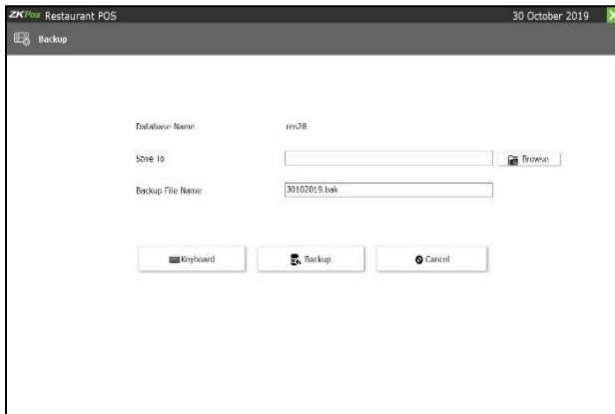 ZKPos Restaurant POS 30 October 2019 X
Backup
Database Name
Save To Browse
Backup File Name 30102019.bak
Keyboard Backup Cancel